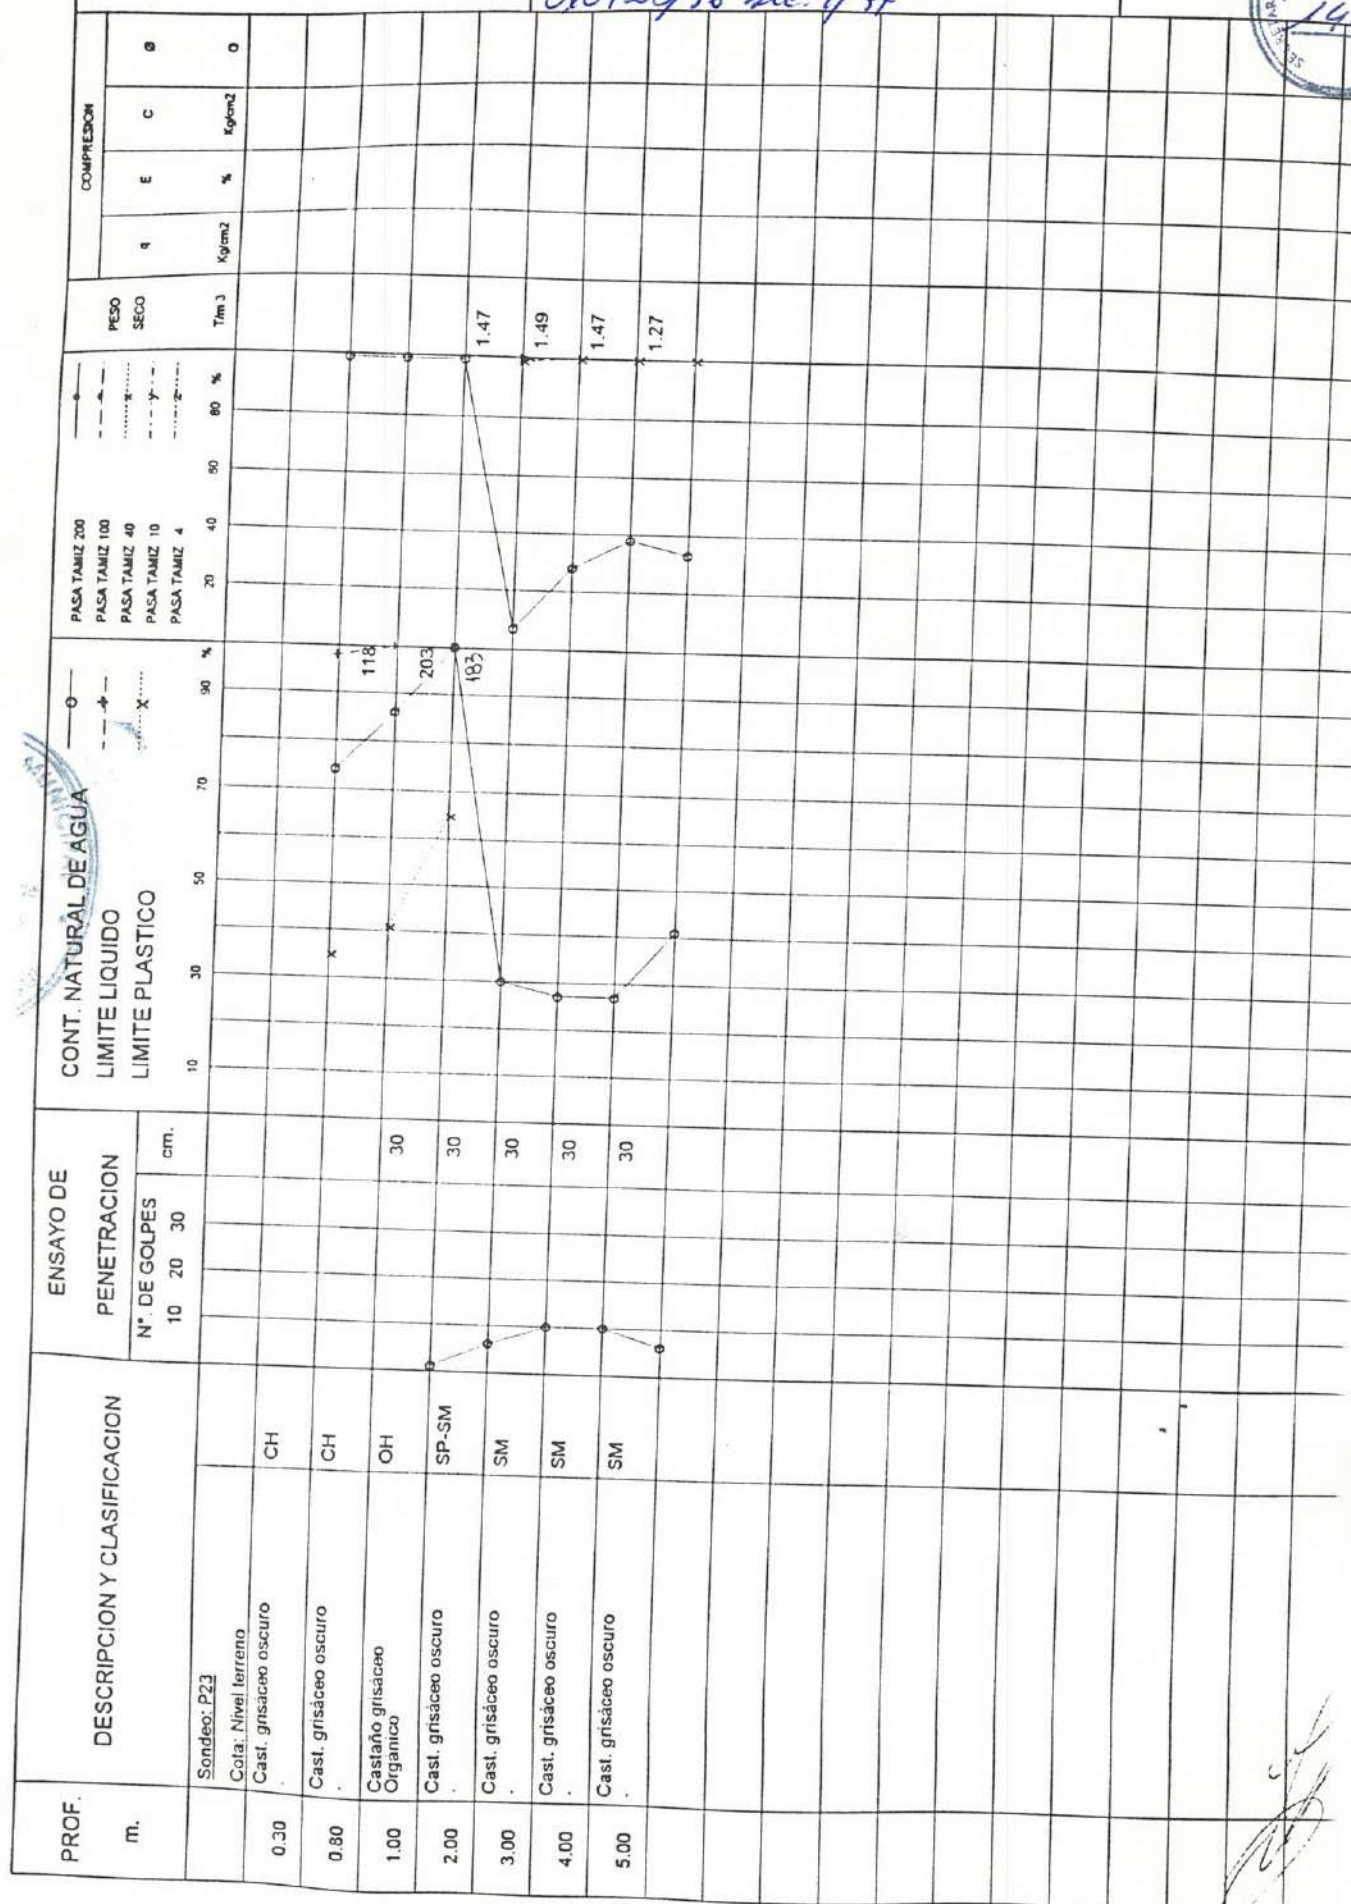 PROF.
m.
DESCRIPCION Y CLASIFICACION
ENSAYO DE
PENETRACION
N°. DE GOLPES
10 20 30
cm.
CONT. NATURAL DE AGUA
LIMITE LIQUIDO
LIMITE PLASTICO
10 30 50 70 90 %
PASA TAMIZ 200
PASA TAMIZ 100
PASA TAMIZ 40
PASA TAMIZ 10
PASA TAMIZ 4
20 40 60 80 %
PESO
SECO
T/m 3
COMPRESION
q E C Ø
Kg/cm2 % Kg/cm2 O
Sondeo: P23
Cota: Nivel terreno
0.30 Cast. grisáceo oscuro CH
.
0.80 Cast. grisáceo oscuro CH 118
.
1.00 Castaño grisáceo OH 30 203
Organico
2.00 Cast. grisáceo oscuro SP-SM 30 183 1.47
.
3.00 Cast. grisáceo oscuro SM 30 1.49
.
4.00 Cast. grisáceo oscuro SM 30 1.47
.
5.00 Cast. grisáceo oscuro SM 30 1.27
.
14